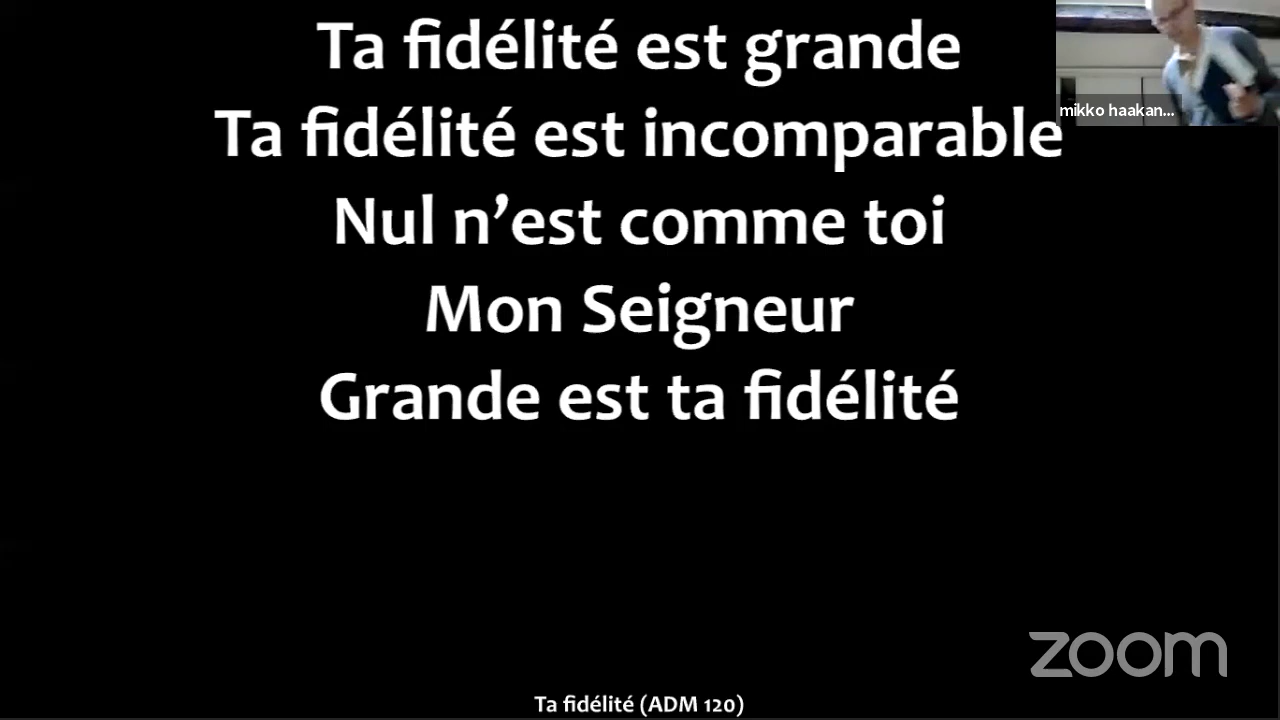 Ta fidélité est grande
Ta fidélité est incomparable
Nul n’est comme toi
Mon Seigneur
Grande est ta fidélité
mikko haakan...
zoom
Ta fidélité (ADM 120)